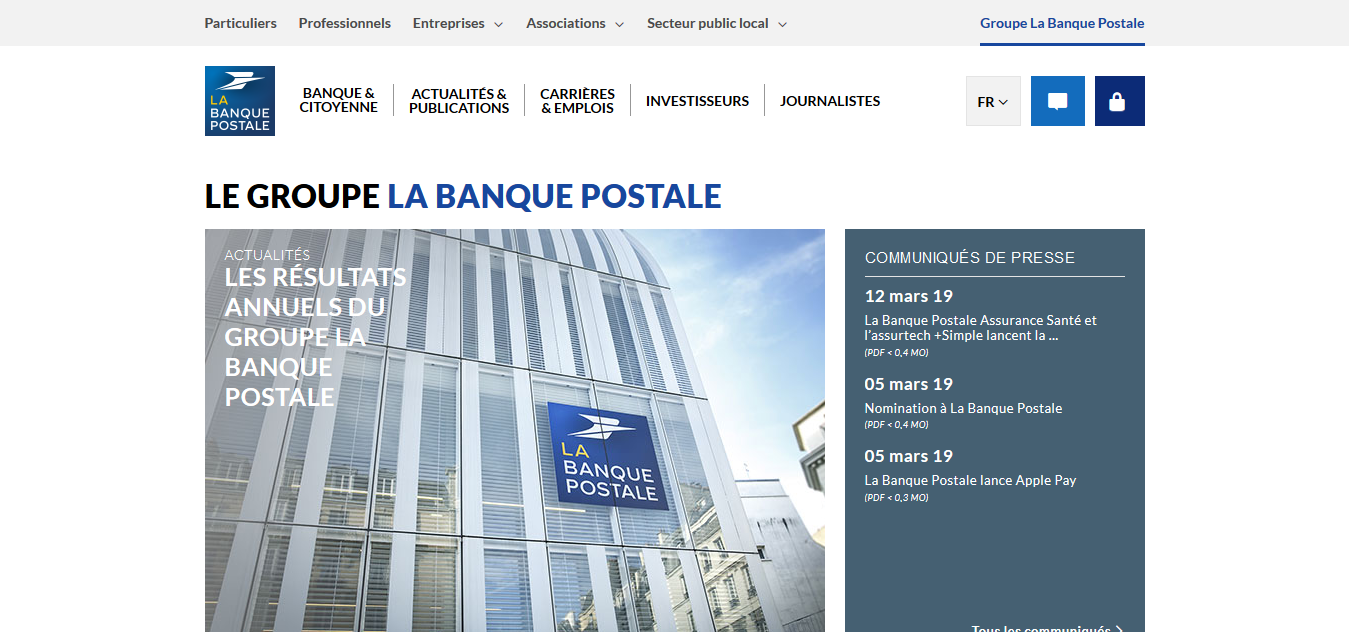 Particuliers Professionnels Entreprises Associations Secteur public local Groupe La Banque Postale
LA
BANQUE
POSTALE
BANQUE &
CITOYENNE
ACTUALITÉS &
PUBLICATIONS
CARRIÈRES
& EMPLOIS
INVESTISSEURS
JOURNALISTES
FR
LE GROUPE LA BANQUE POSTALE
ACTUALITÉS
LES RÉSULTATS
ANNUELS DU
GROUPE LA
BANQUE
POSTALE
LA
BANQUE
POSTALE
COMMUNIQUÉS DE PRESSE
12 mars 19
La Banque Postale Assurance Santé et
l’assurtech +Simple lancent la ...
(PDF < 0,4 MO)
05 mars 19
Nomination à La Banque Postale
(PDF < 0,4 MO)
05 mars 19
La Banque Postale lance Apple Pay
(PDF < 0,3 MO)
Tous les communiqués